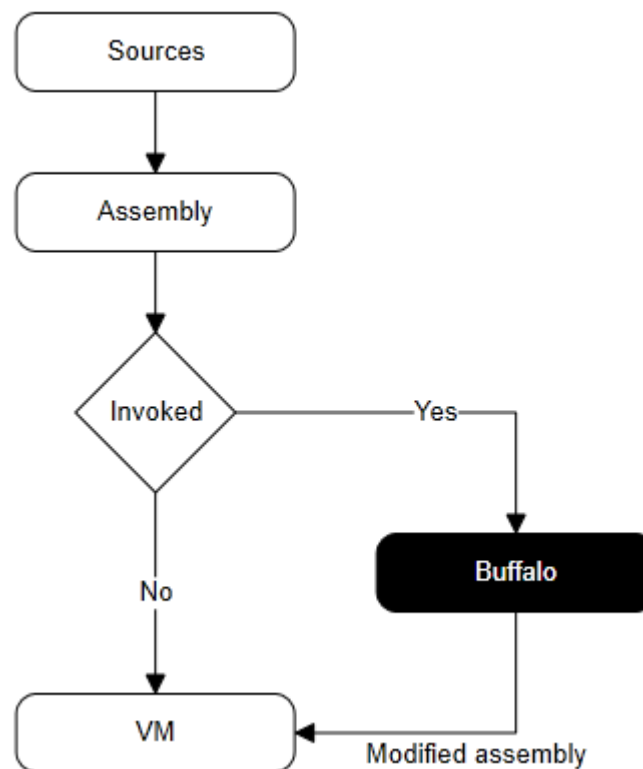 Sources
Assembly
Invoked
Yes
Buffalo
No
VM
Modified assembly